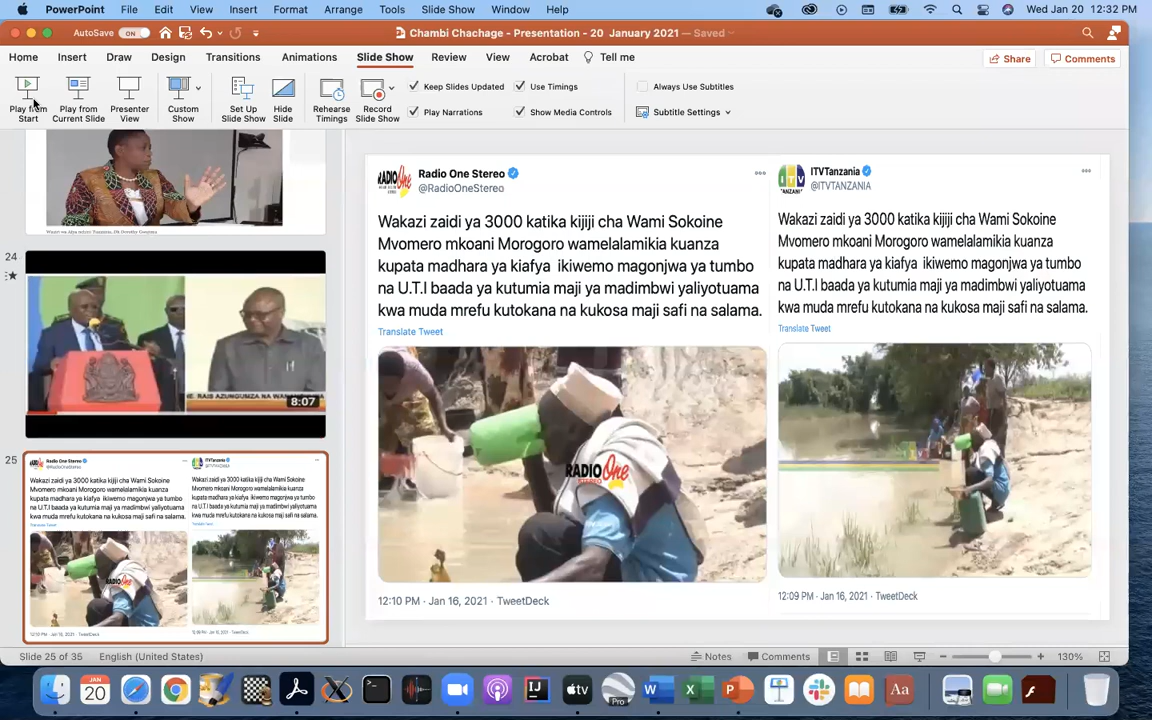 PowerPoint File Edit View Insert Format Arrange Tools Slide Show Window Help Wed Jan 20 12:32 PM
AutoSave ON Chambi Chachage - Presentation - 20 January 2021 — Saved
Home Insert Draw Design Transitions Animations Slide Show Review View Acrobat Tell me Share Comments
Play from Start
Play from Current Slide
Presenter View
Custom Show
Set Up Slide Show
Hide Slide
Rehearse Timings
Record Slide Show
Keep Slides Updated Use Timings Always Use Subtitles
Play Narrations Show Media Controls Subtitle Settings
24
8:07
25
Radio One Stereo
@RadioOneStereo
Wakazi zaidi ya 3000 katika kijiji cha Wami Sokoine
Mvomero mkoani Morogoro wamelalamikia kuanza
kupata madhara ya kiafya ikiwemo magonjwa ya tumbo
na U.T.I baada ya kutumia maji ya madimbwi yaliyotuama
kwa muda mrefu kutokana na kukosa maji safi na salama.
Translate Tweet
RADIO One
STEREO
12:10 PM · Jan 16, 2021 · TweetDeck
ITVTanzania
@ITVTANZANIA
Wakazi zaidi ya 3000 katika kijiji cha Wami Sokoine
Mvomero mkoani Morogoro wamelalamikia kuanza
kupata madhara ya kiafya ikiwemo magonjwa ya tumbo
na U.T.I baada ya kutumia maji ya madimbwi yaliyotuama
kwa muda mrefu kutokana na kukosa maji safi na salama.
Translate Tweet
12:09 PM · Jan 16, 2021 · TweetDeck
Slide 25 of 35 English (United States) Notes Comments 130%
JAN
20
Pro
tv
Aa